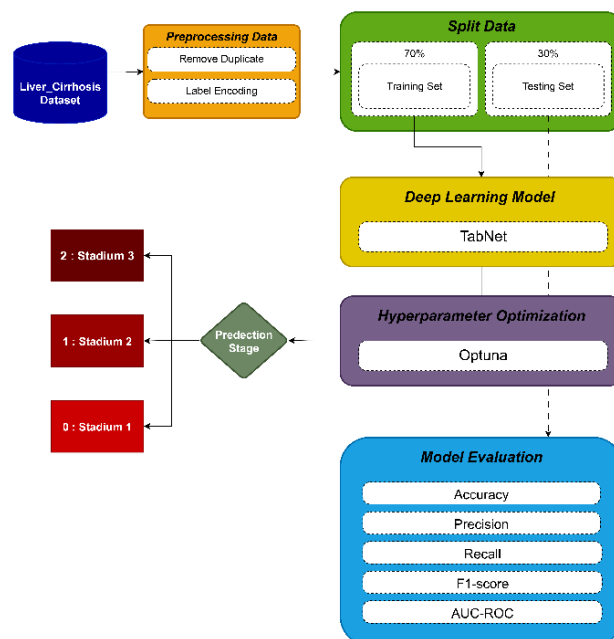 Liver_Cirrhosis
Dataset
Preprocessing Data
Remove Duplicate
Label Encoding
Split Data
70%
Training Set
30%
Testing Set
Deep Learning Model
TabNet
Hyperparameter Optimization
Optuna
Predection
Stage
2 : Stadium 3
1 : Stadium 2
0 : Stadium 1
Model Evaluation
Accuracy
Precision
Recall
F1-score
AUC-ROC